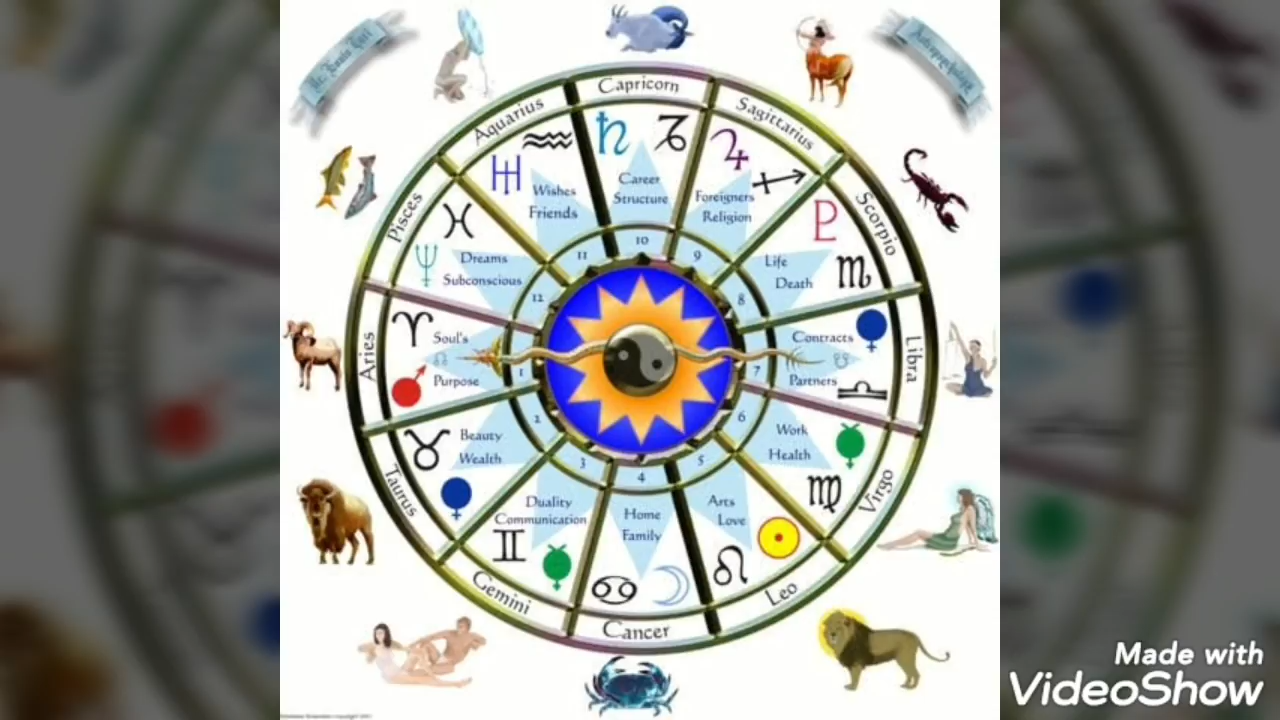 Capricorn
Aquarius
Sagittarius
Career
Structure
Wishes
Friends
Foreigners
Religion
Pisces
Scorpio
10
11
9
Dreams
Subconscious
Life
Death
12
8
Aries
Soul's
Purpose
1
Contracts
Partners
7
Libra
Beauty
Wealth
2
6
Work
Health
Taurus
3
4
5
Virgo
Duality
Communication
Home
Family
Arts
Love
Gemini
Leo
Cancer
Made with
VideoShow